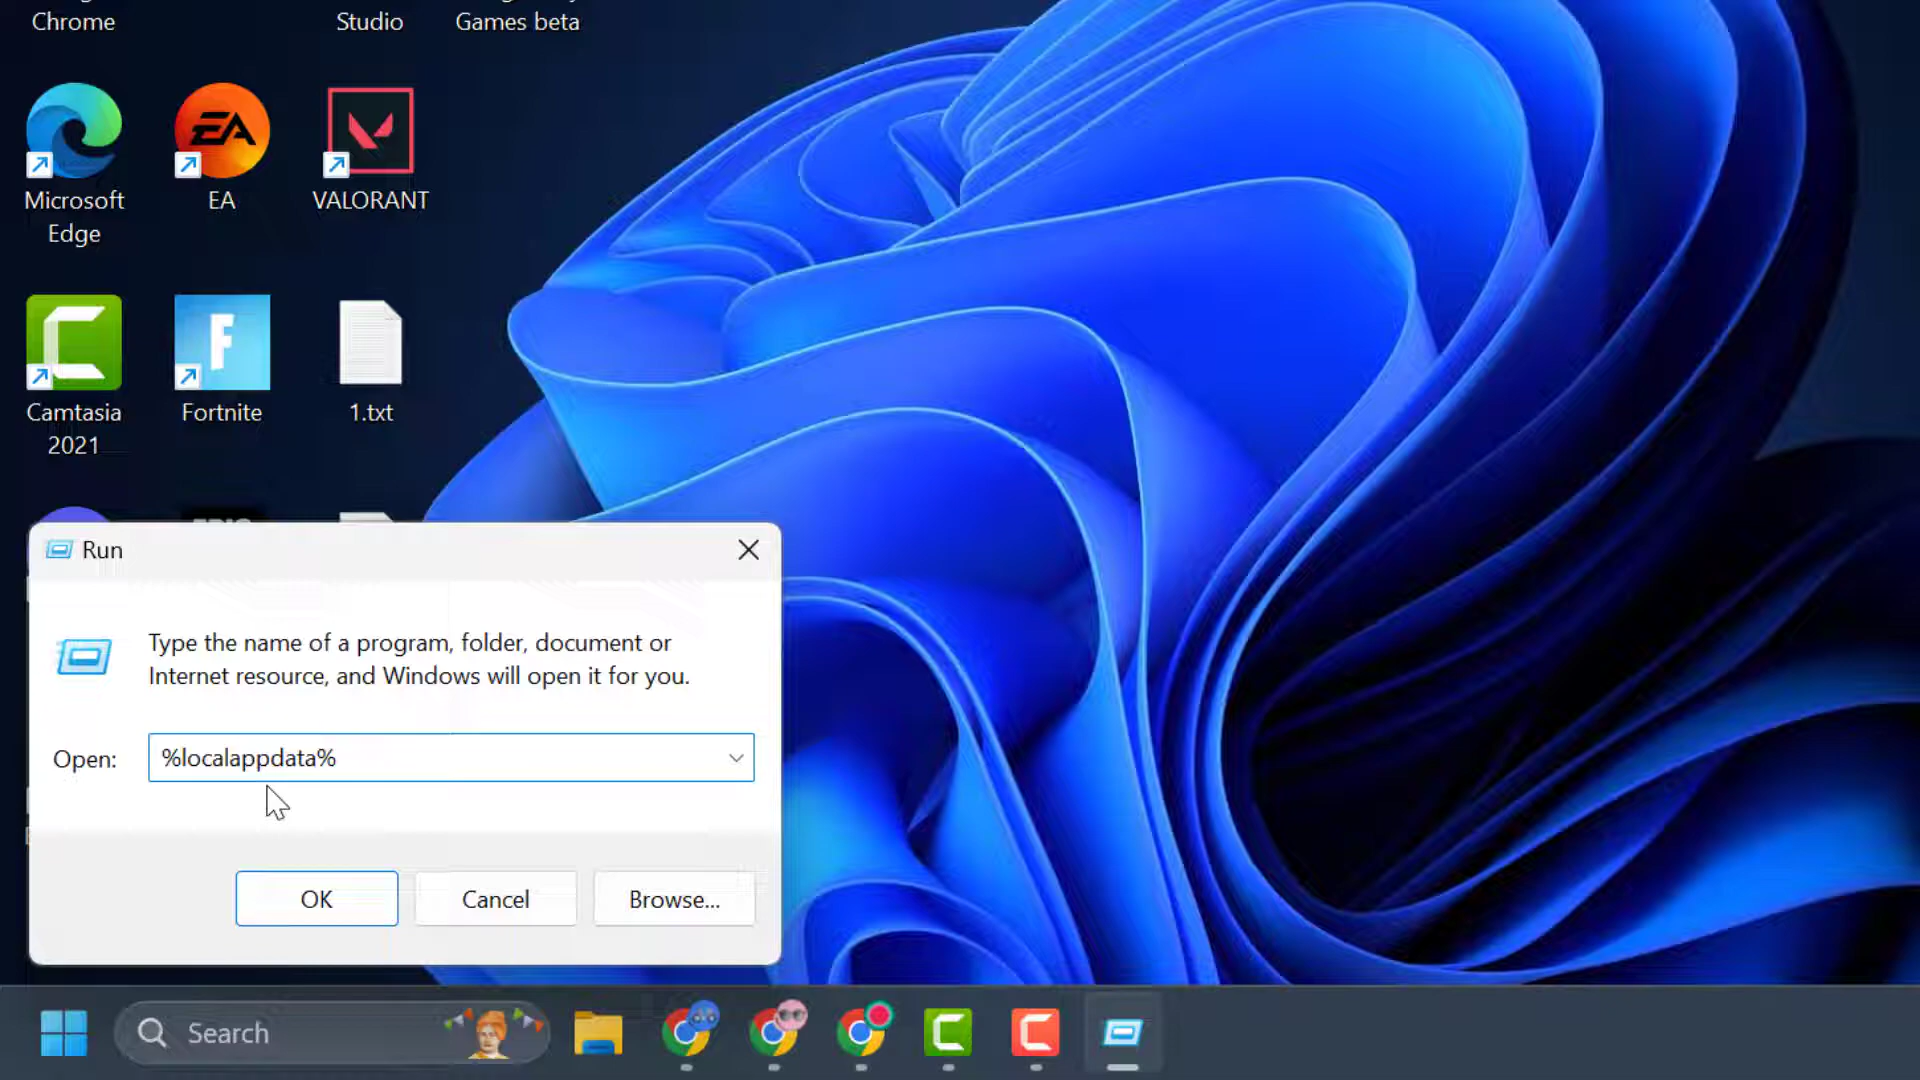 Chrome
Studio
Games beta
EA
Microsoft
Edge
EA
VALORANT
F
Camtasia
2021
Fortnite
1.txt
Run
Type the name of a program, folder, document or
Internet resource, and Windows will open it for you.
Open:
%localappdata%
OK
Cancel
Browse...
Search